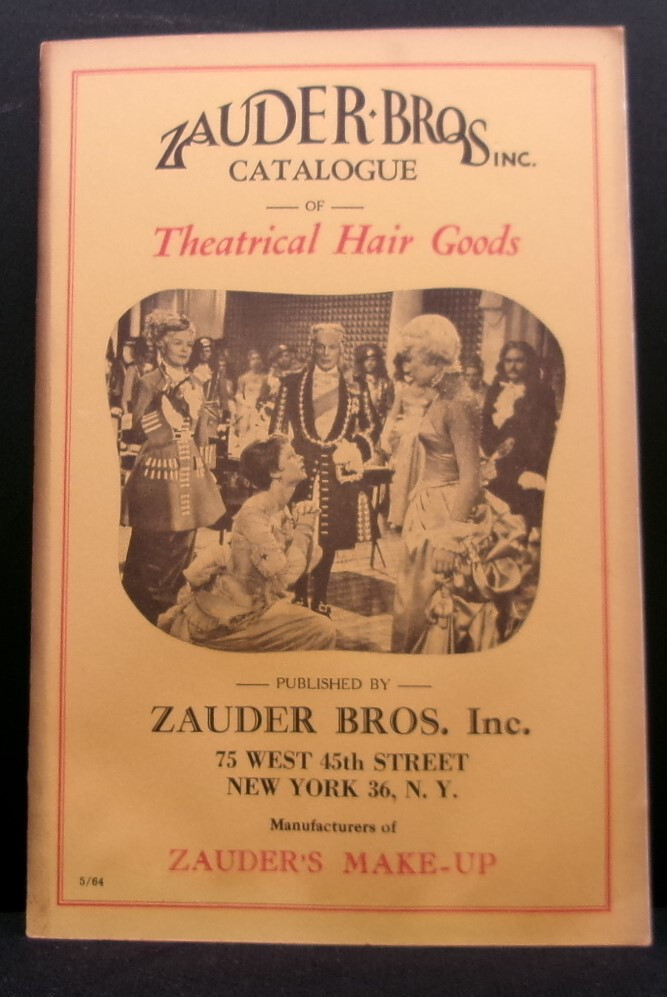 ZAUDER·BROS INC.
CATALOGUE
OF
Theatrical Hair Goods
PUBLISHED BY
ZAUDER BROS. Inc.
75 WEST 45th STREET
NEW YORK 36, N. Y.
Manufacturers of
ZAUDER'S MAKE-UP
5/64